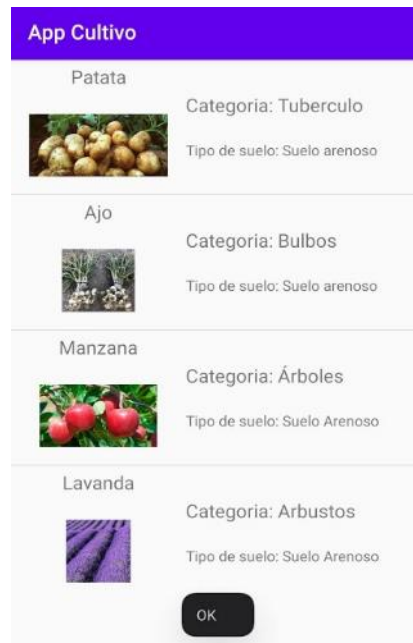 App Cultivo
Patata
Categoria: Tuberculo
Tipo de suelo: Suelo arenoso
Ajo
Categoria: Bulbos
Tipo de suelo: Suelo arenoso
Manzana
Categoria: Árboles
Tipo de suelo: Suelo Arenoso
Lavanda
Categoria: Arbustos
Tipo de suelo: Suelo Arenoso
OK